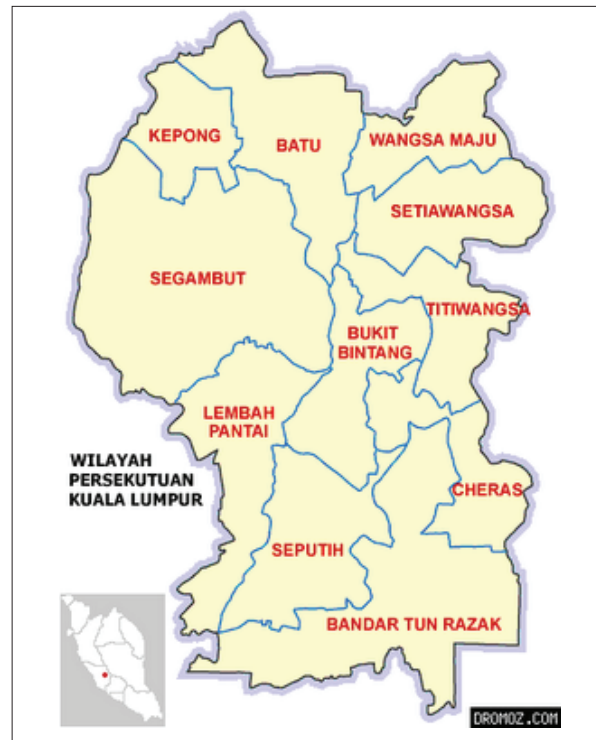 KEPONG
BATU
WANGSA MAJU
SETIAWANGSA
SEGAMBUT
TITIWANGSA
BUKIT
BINTANG
LEMBAH
PANTAI
WILAYAH
PERSEKUTUAN
KUALA LUMPUR
CHERAS
SEPUTIH
BANDAR TUN RAZAK
DROMOZ.COM